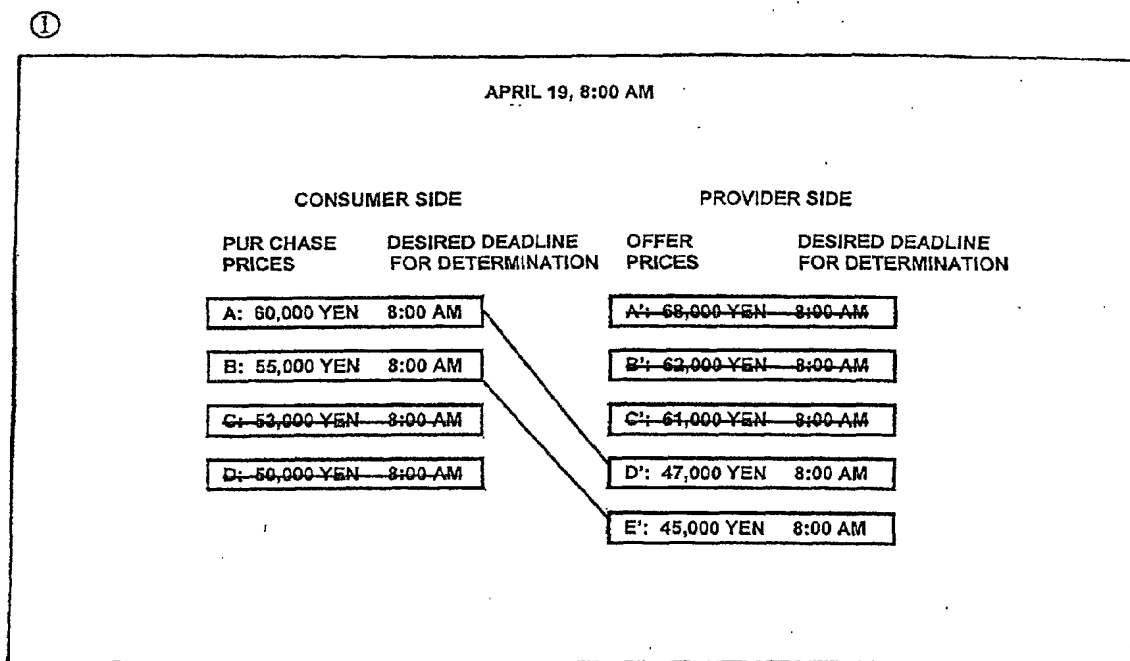 ①
APRIL 19, 8:00 AM
CONSUMER SIDE
PROVIDER SIDE
PUR CHASE PRICES
DESIRED DEADLINE FOR DETERMINATION
OFFER PRICES
DESIRED DEADLINE FOR DETERMINATION
A: 60,000 YEN 8:00 AM
A': 68,000 YEN 8:00 AM
B: 55,000 YEN 8:00 AM
B': 62,000 YEN 8:00 AM
C: 53,000 YEN 8:00 AM
C': 61,000 YEN 8:00 AM
D: 50,000 YEN 8:00 AM
D': 47,000 YEN 8:00 AM
E': 45,000 YEN 8:00 AM